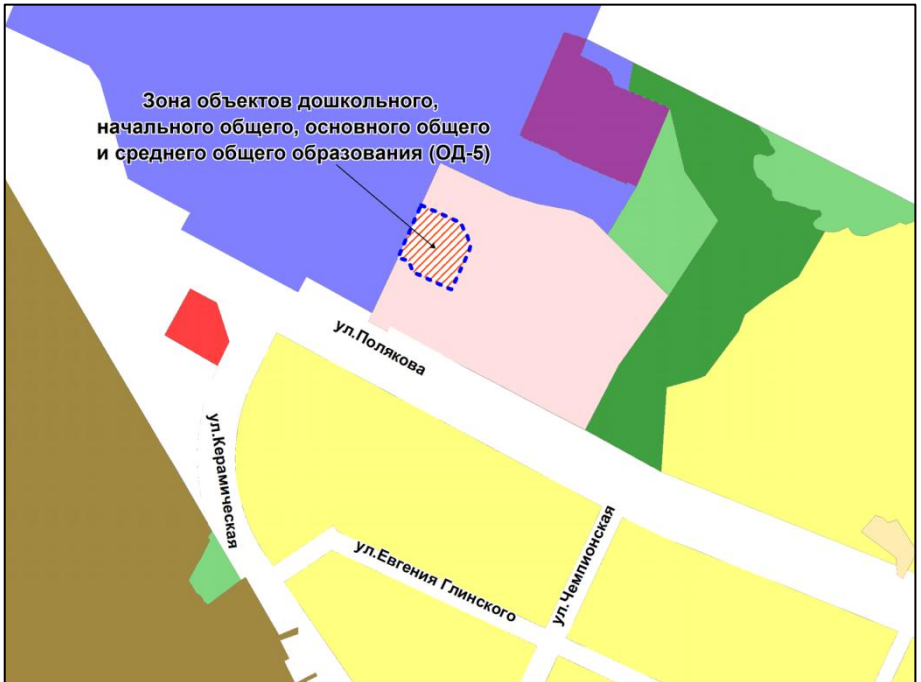 Зона объектов дошкольного,
начального общего, основного общего
и среднего общего образования (ОД-5)
ул.Полякова
ул.Керамическая
ул.Евгения Глинского
ул.Чемпионская